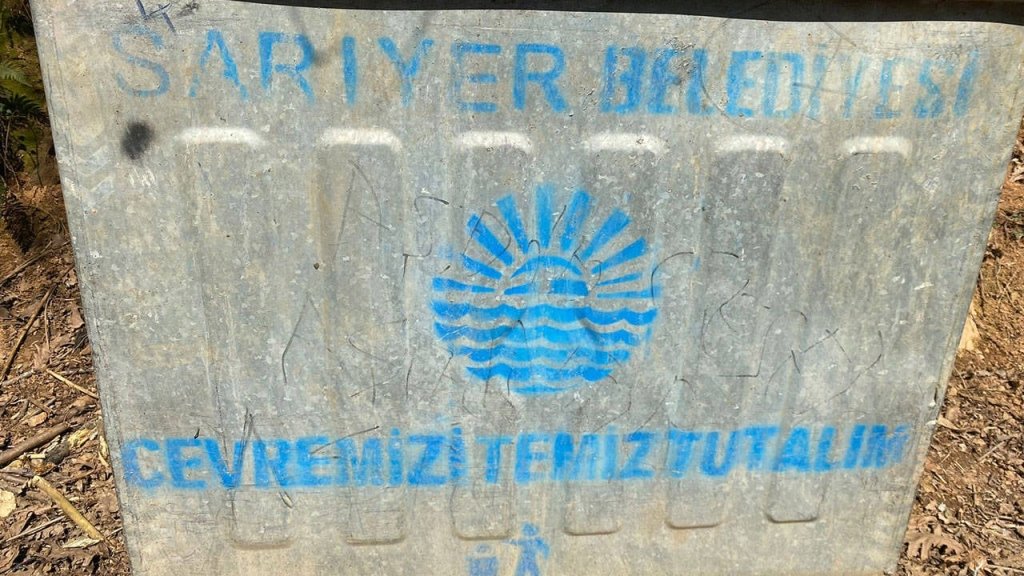 SARIYER BELEDİYESİ
CEVREMİZİ TEMİZ TUTALIM